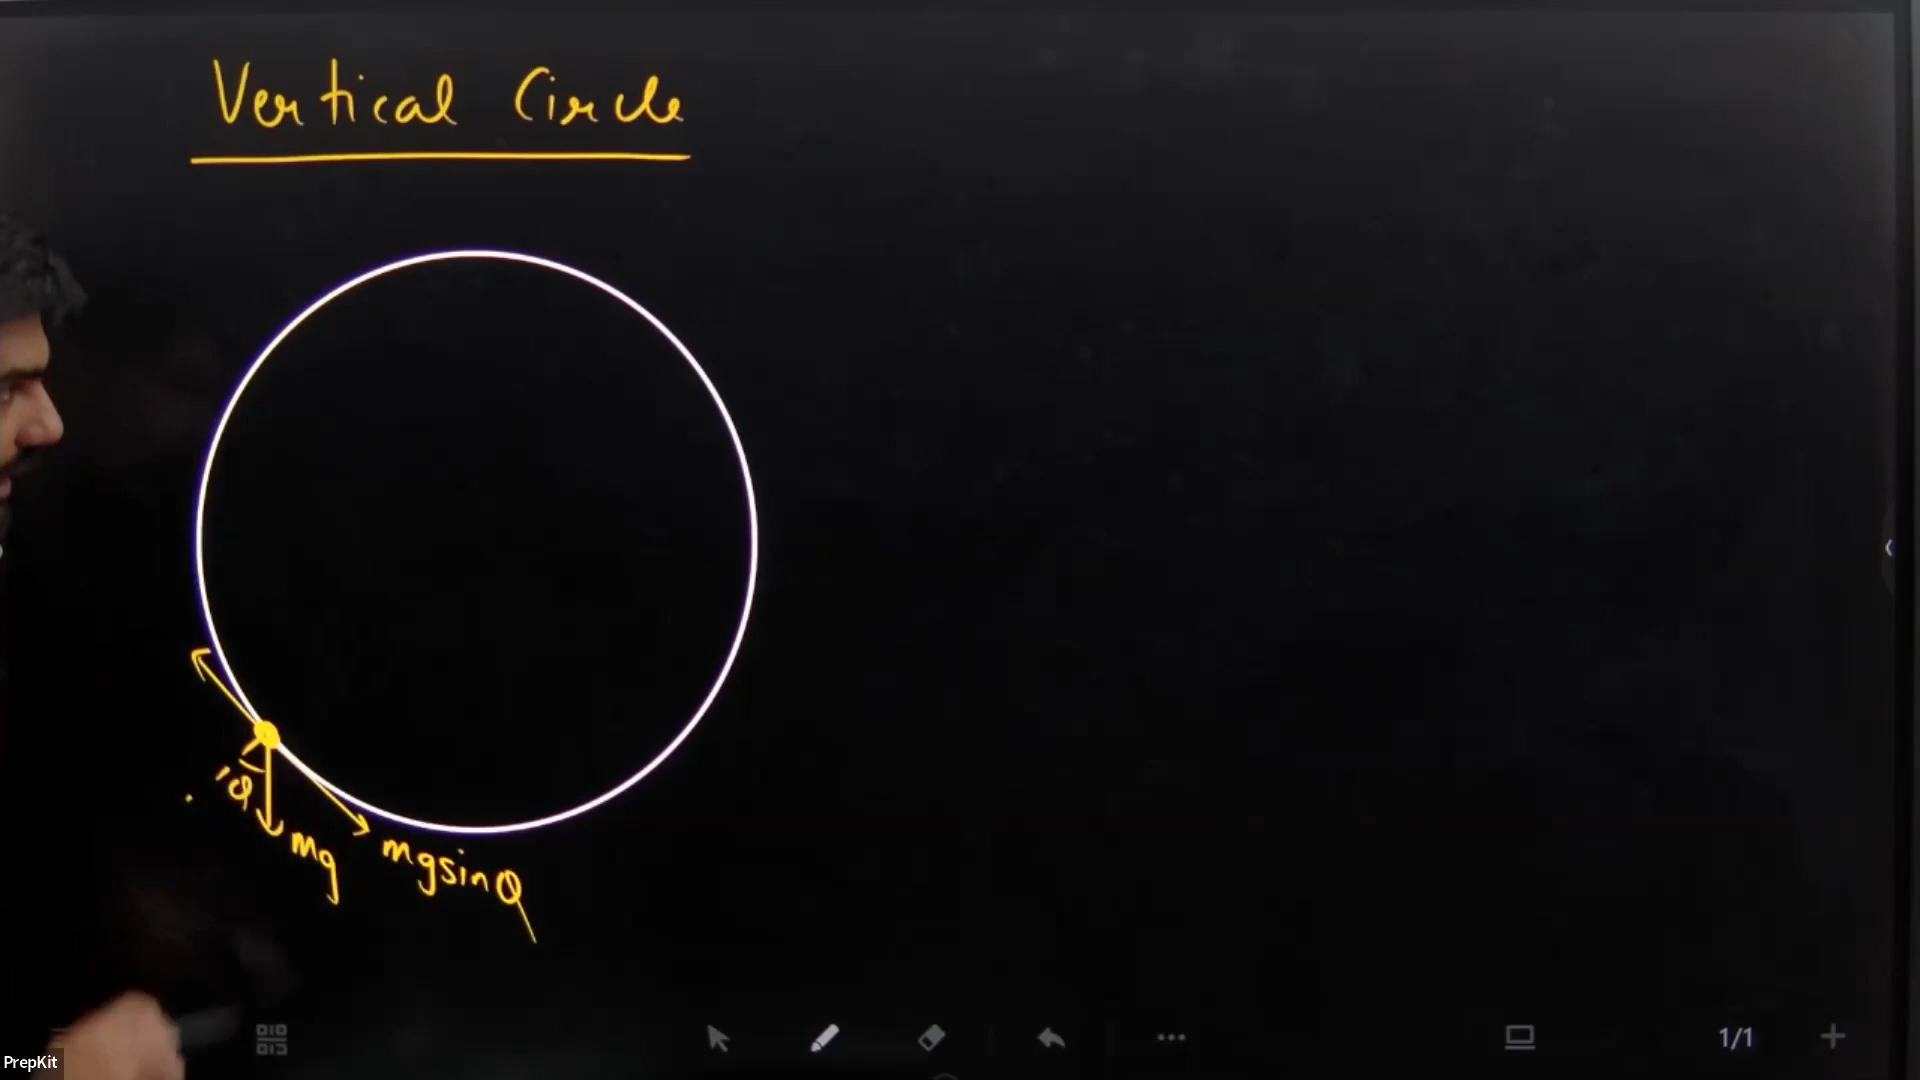 Vertical Circle
θ
mg
mgsinθ
1/1
PrepKit